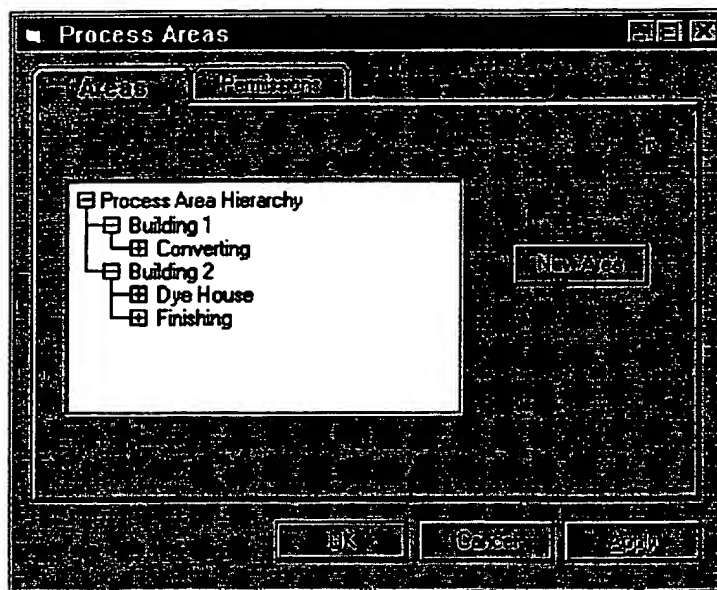 Process Areas
Areas Permissions
Process Area Hierarchy
Building 1
Converting
New Area
Building 2
Dye House
Finishing
OK Cancel Apply